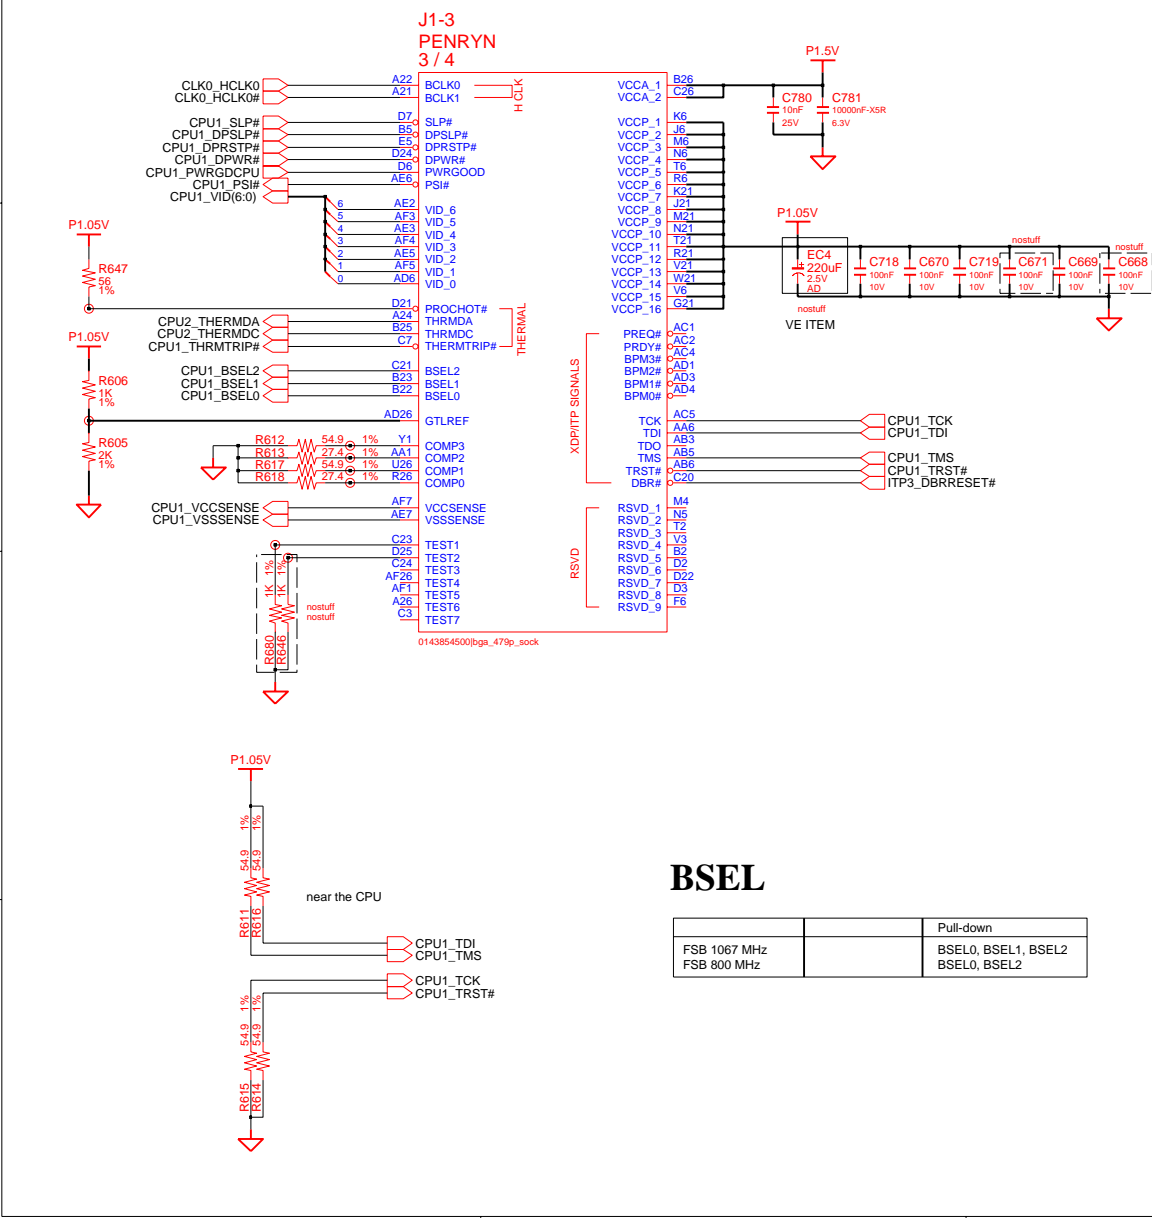 J1-3
PENRYN
3 / 4
P1.5V
CLK0_HCLK0 A22 BCLK0 VCCA_1 B26
CLK0_HCLK0# A21 BCLK1 VCCA_2 C26
H CLK
C780
10nF
25V
C781
10000nF-X5R
6.3V
CPU1_SLP# D7 SLP#
CPU1_DPSLP# B5 DPSLP#
CPU1_DPRSTP# E5 DPRSTP#
CPU1_DPWR# D24 DPWR#
CPU1_PWRGDCPU D6 PWRGOOD
CPU1_PSI# AE6 PSI#
CPU1_VID(6:0)
6 AE2 VID_6
5 AF3 VID_5
4 AE3 VID_4
3 AF4 VID_3
2 AE5 VID_2
1 AF5 VID_1
0 AD6 VID_0
VCCP_1 K6
VCCP_2 J6
VCCP_3 M6
VCCP_4 N6
VCCP_5 T6
VCCP_6 R6
VCCP_7 K21
VCCP_8 J21
VCCP_9 M21
VCCP_10 N21
VCCP_11 T21
VCCP_12 R21
VCCP_13 V21
VCCP_14 W21
VCCP_15 V6
VCCP_16 G21
P1.05V
EC4
220uF
2.5V
AD
nostuff
VE ITEM
C718
100nF
10V
C670
100nF
10V
C719
100nF
10V
nostuff
C671
100nF
10V
C669
100nF
10V
nostuff
C668
100nF
10V
P1.05V
R647
56
1%
D21 PROCHOT#
CPU2_THERMDA A24 THRMDA
CPU2_THERMDC B25 THRMDC
CPU1_THRMTRIP# C7 THERMTRIP#
THERMAL
P1.05V
R606
1K
1%
R605
2K
1%
CPU1_BSEL2 C21 BSEL2
CPU1_BSEL1 B23 BSEL1
CPU1_BSEL0 B22 BSEL0
AD26 GTLREF
R612 54.9 1% Y1 COMP3
R613 27.4 1% AA1 COMP2
R617 54.9 1% U26 COMP1
R618 27.4 1% R26 COMP0
CPU1_VCCSENSE AF7 VCCSENSE
CPU1_VSSSENSE AE7 VSSSENSE
C23 TEST1
D25 TEST2
C24 TEST3
AF26 TEST4
AF1 TEST5
A26 TEST6
C3 TEST7
R680 1K 1%
R646 1K 1%
nostuff
nostuff
XDP/ITP SIGNALS
PREQ# AC1
PRDY# AC2
BPM3# AC4
BPM2# AD1
BPM1# AD3
BPM0# AD4
TCK AC5 CPU1_TCK
TDI AA6 CPU1_TDI
TDO AB3
TMS AB5 CPU1_TMS
TRST# AB6 CPU1_TRST#
DBR# C20 ITP3_DBRRESET#
RSVD
RSVD_1 M4
RSVD_2 N5
RSVD_3 T2
RSVD_4 V3
RSVD_5 B2
RSVD_6 D2
RSVD_7 D22
RSVD_8 D3
RSVD_9 F6
0143854500|bga_479p_sock
P1.05V
R611 54.9 1%
R616 54.9 1%
near the CPU
CPU1_TDI
CPU1_TMS
CPU1_TCK
CPU1_TRST#
R615 54.9 1%
R614 54.9 1%
BSEL
Pull-down
FSB 1067 MHz BSEL0, BSEL1, BSEL2
FSB 800 MHz BSEL0, BSEL2